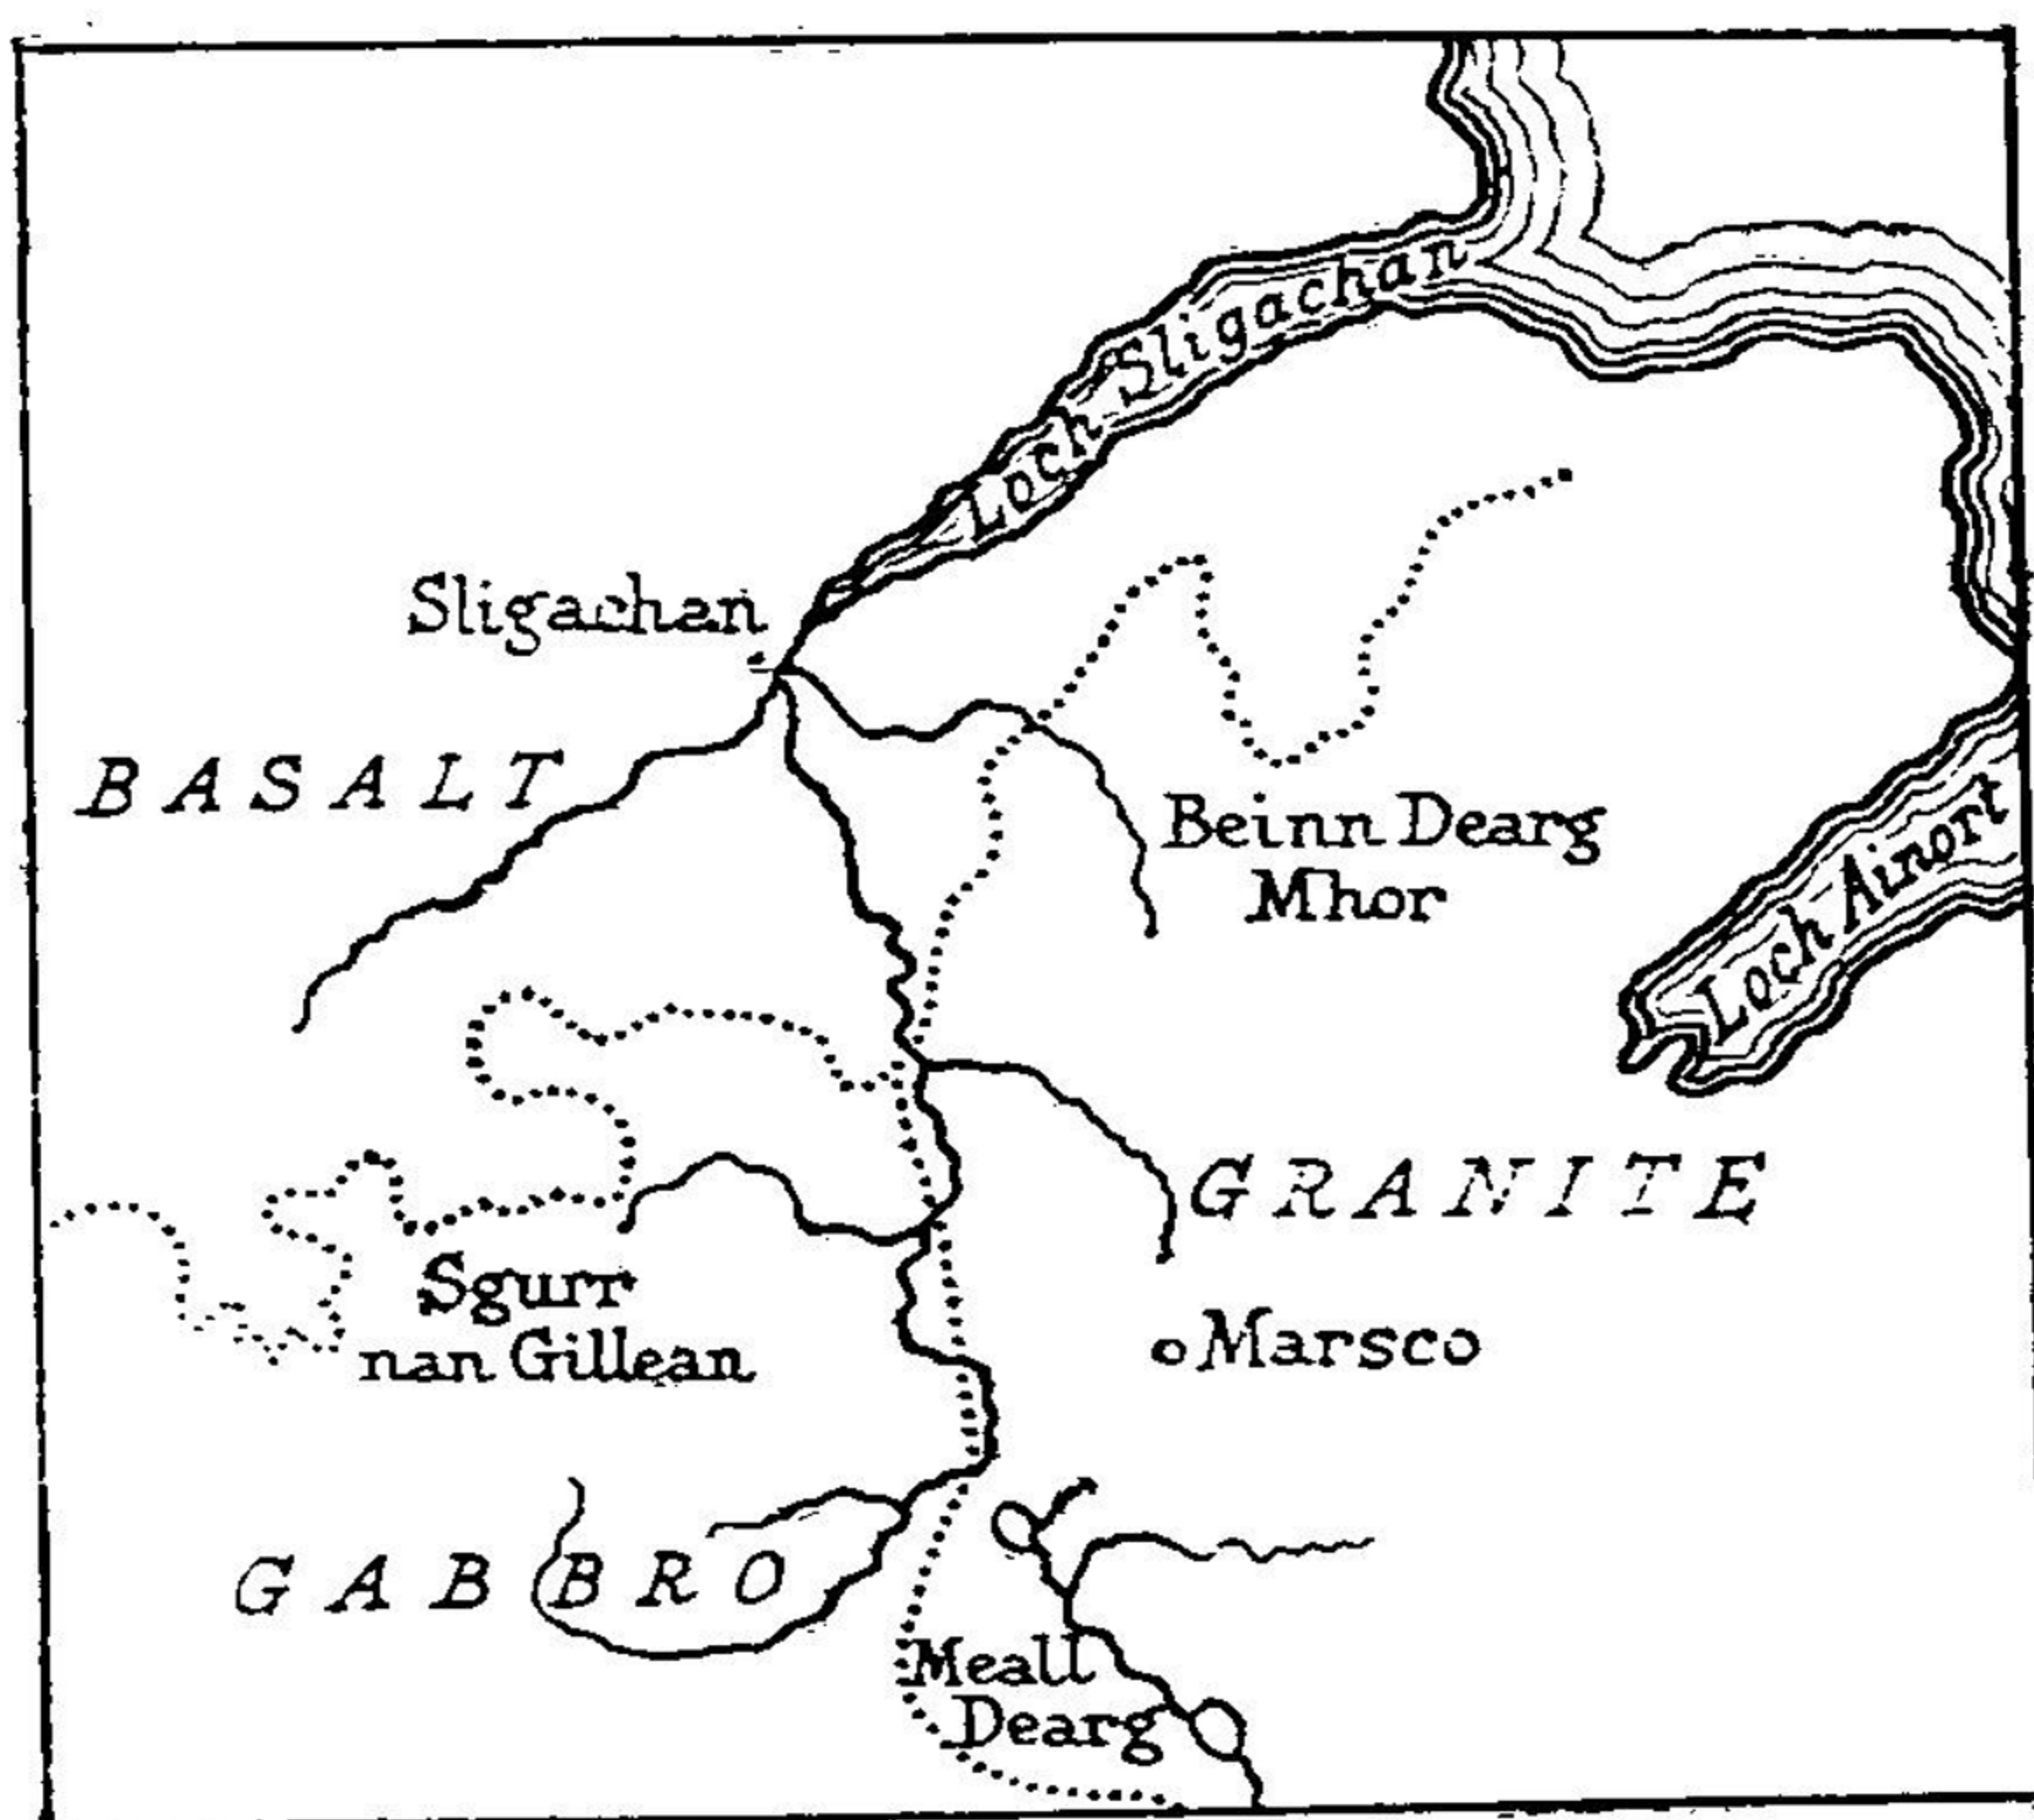 Loch Sligachan
Sligachan
BASALT
Beinn Dearg
Mhor
Loch Ainort
GRANITE
Sgurr
nan Gillean
Marsco
GABBRO
Meall
Dearg